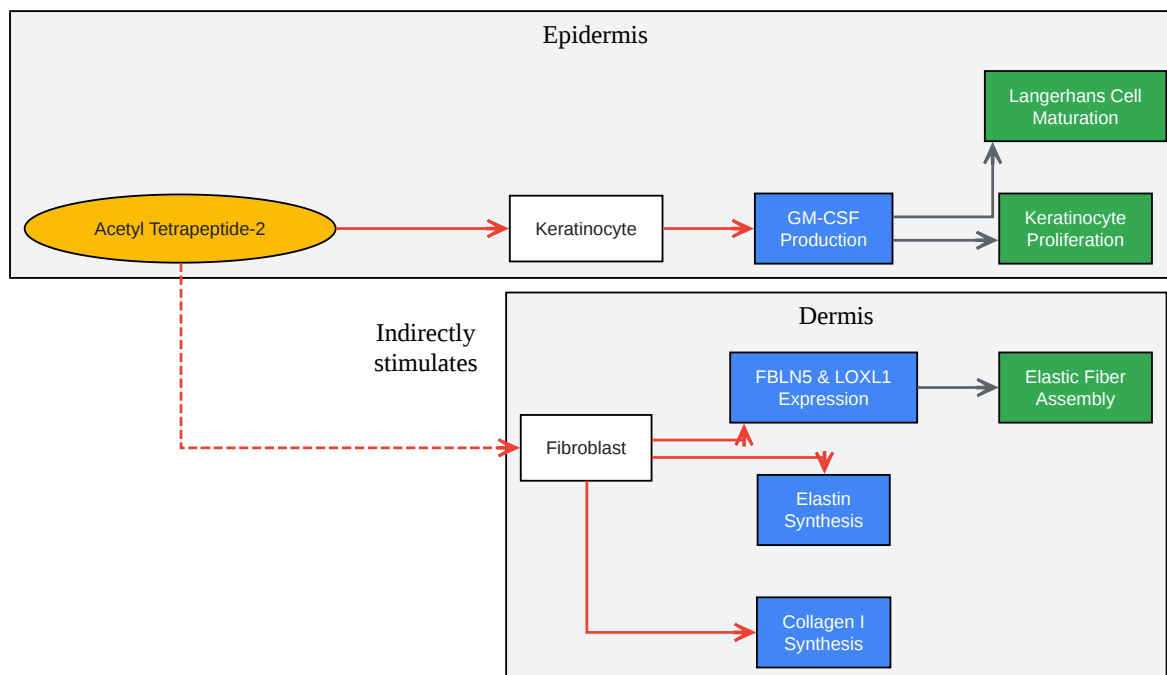 Epidermis
Langerhans Cell
Maturation
Acetyl Tetrapeptide-2
Keratinocyte
GM-CSF
Production
Keratinocyte
Proliferation
Indirectly
stimulates
Dermis
FBLN5 & LOXL1
Expression
Elastic Fiber
Assembly
Fibroblast
Elastin
Synthesis
Collagen I
Synthesis